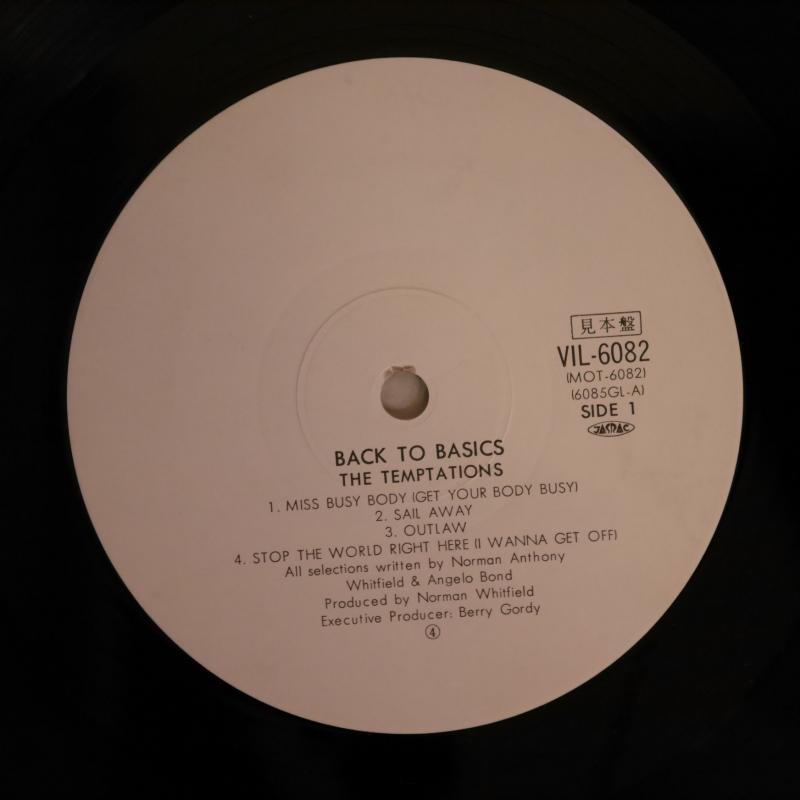 見本盤
VIL-6082
(MOT-6082)
(6085GL-A)
SIDE 1
JASRAC
BACK TO BASICS
THE TEMPTATIONS
1. MISS BUSY BODY (GET YOUR BODY BUSY)
2. SAIL AWAY
3. OUTLAW
4. STOP THE WORLD RIGHT HERE (I WANNA GET OFF)
All selections written by Norman Anthony
Whitfield & Angelo Bond
Produced by Norman Whitfield
Executive Producer: Berry Gordy
④